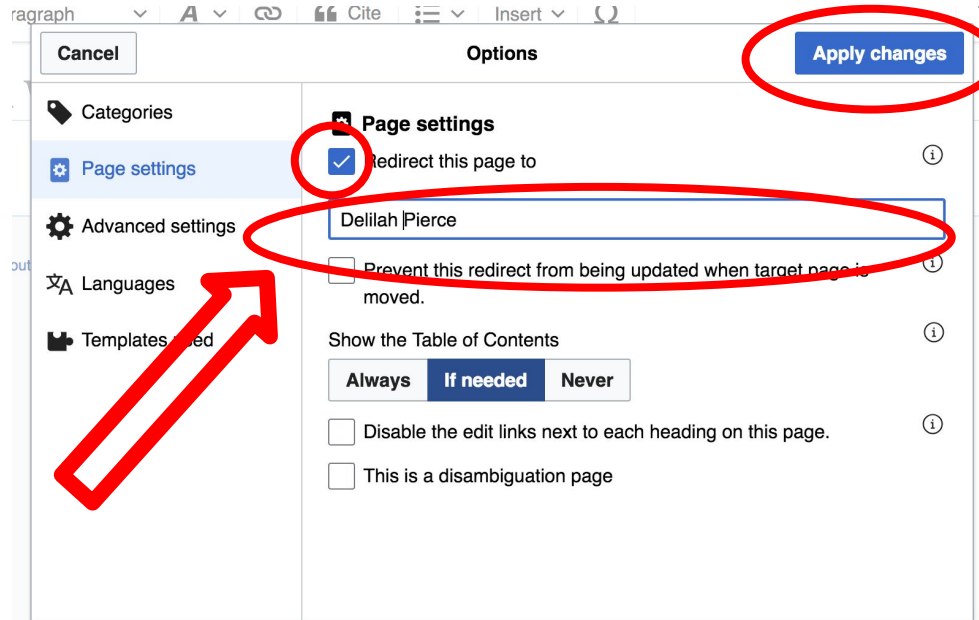 ragraph A Cite Insert Ω
Cancel Options Apply changes
Categories
Page settings
Advanced settings
Languages
Templates used
Page settings
Redirect this page to
Delilah Pierce
Prevent this redirect from being updated when target page is
moved.
Show the Table of Contents
Always If needed Never
Disable the edit links next to each heading on this page.
This is a disambiguation page